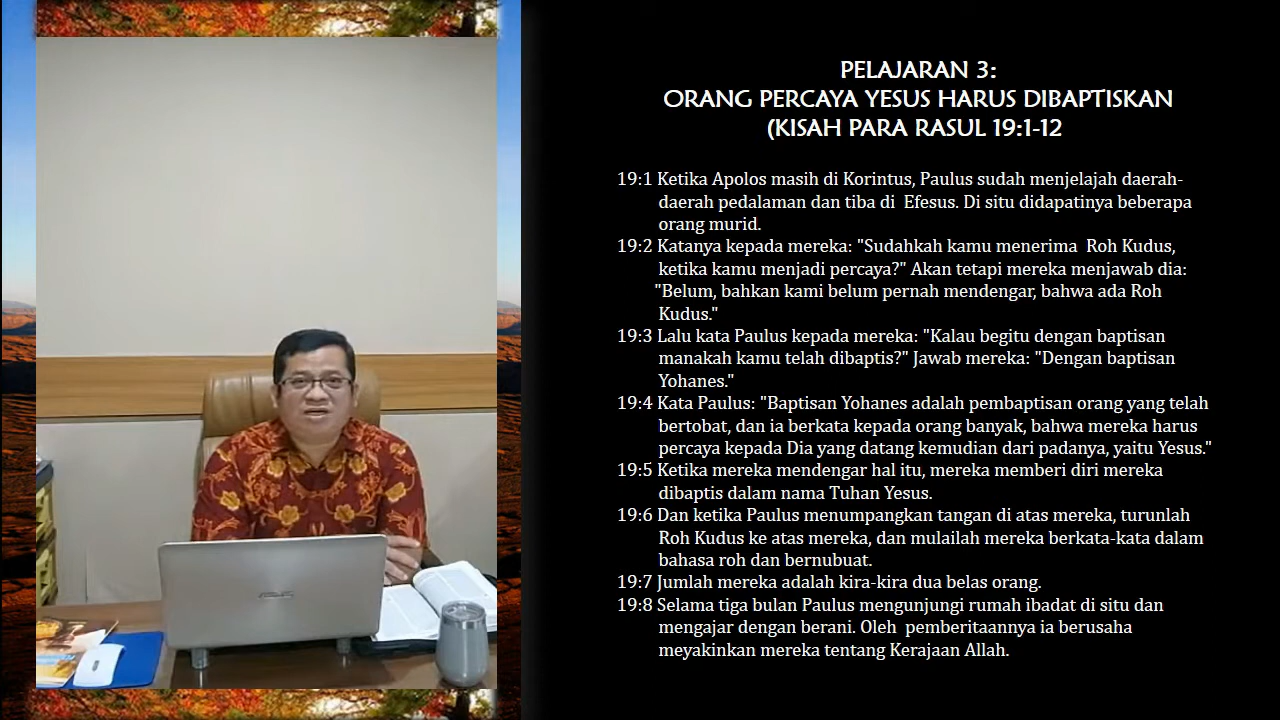 PELAJARAN 3:
ORANG PERCAYA YESUS HARUS DIBAPTISKAN
(KISAH PARA RASUL 19:1-12
19:1 Ketika Apolos masih di Korintus, Paulus sudah menjelajah daerah-
daerah pedalaman dan tiba di Efesus. Di situ didapatinya beberapa
orang murid.
19:2 Katanya kepada mereka: "Sudahkah kamu menerima Roh Kudus,
ketika kamu menjadi percaya?" Akan tetapi mereka menjawab dia:
"Belum, bahkan kami belum pernah mendengar, bahwa ada Roh
Kudus."
19:3 Lalu kata Paulus kepada mereka: "Kalau begitu dengan baptisan
manakah kamu telah dibaptis?" Jawab mereka: "Dengan baptisan
Yohanes."
19:4 Kata Paulus: "Baptisan Yohanes adalah pembaptisan orang yang telah
bertobat, dan ia berkata kepada orang banyak, bahwa mereka harus
percaya kepada Dia yang datang kemudian dari padanya, yaitu Yesus."
19:5 Ketika mereka mendengar hal itu, mereka memberi diri mereka
dibaptis dalam nama Tuhan Yesus.
19:6 Dan ketika Paulus menumpangkan tangan di atas mereka, turunlah
Roh Kudus ke atas mereka, dan mulailah mereka berkata-kata dalam
bahasa roh dan bernubuat.
19:7 Jumlah mereka adalah kira-kira dua belas orang.
19:8 Selama tiga bulan Paulus mengunjungi rumah ibadat di situ dan
mengajar dengan berani. Oleh pemberitaannya ia berusaha
meyakinkan mereka tentang Kerajaan Allah.
ASUS